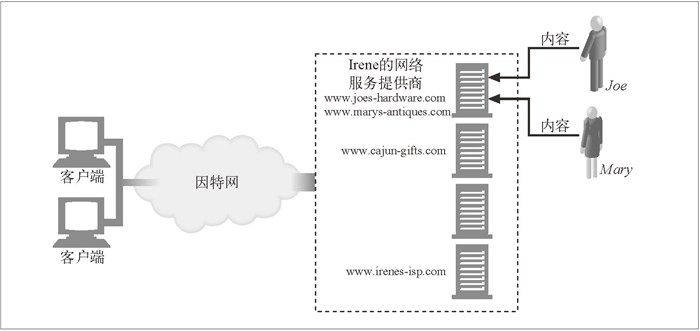 Irene的网络
服务提供商
www.joes-hardware.com
www.marys-antiques.com
内容
Joe
内容
Mary
www.cajun-gifts.com
客户端
因特网
客户端
www.irenes-isp.com